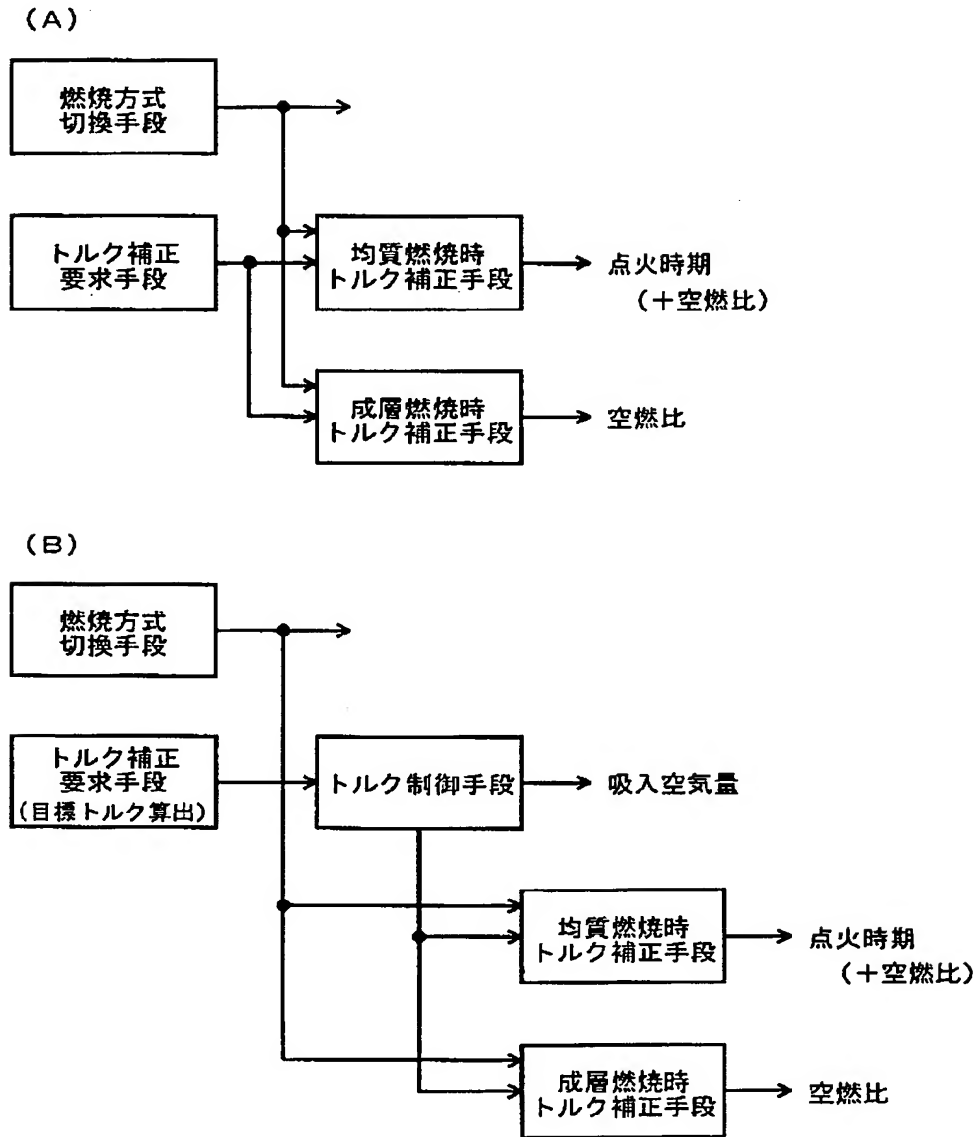 (A)
燃焼方式
切換手段
トルク補正
要求手段
均質燃焼時
トルク補正手段
点火時期
(+空燃比)
成層燃焼時
トルク補正手段
空燃比
(B)
燃焼方式
切換手段
トルク補正
要求手段
(目標トルク算出)
トルク制御手段
吸入空気量
均質燃焼時
トルク補正手段
点火時期
(+空燃比)
成層燃焼時
トルク補正手段
空燃比